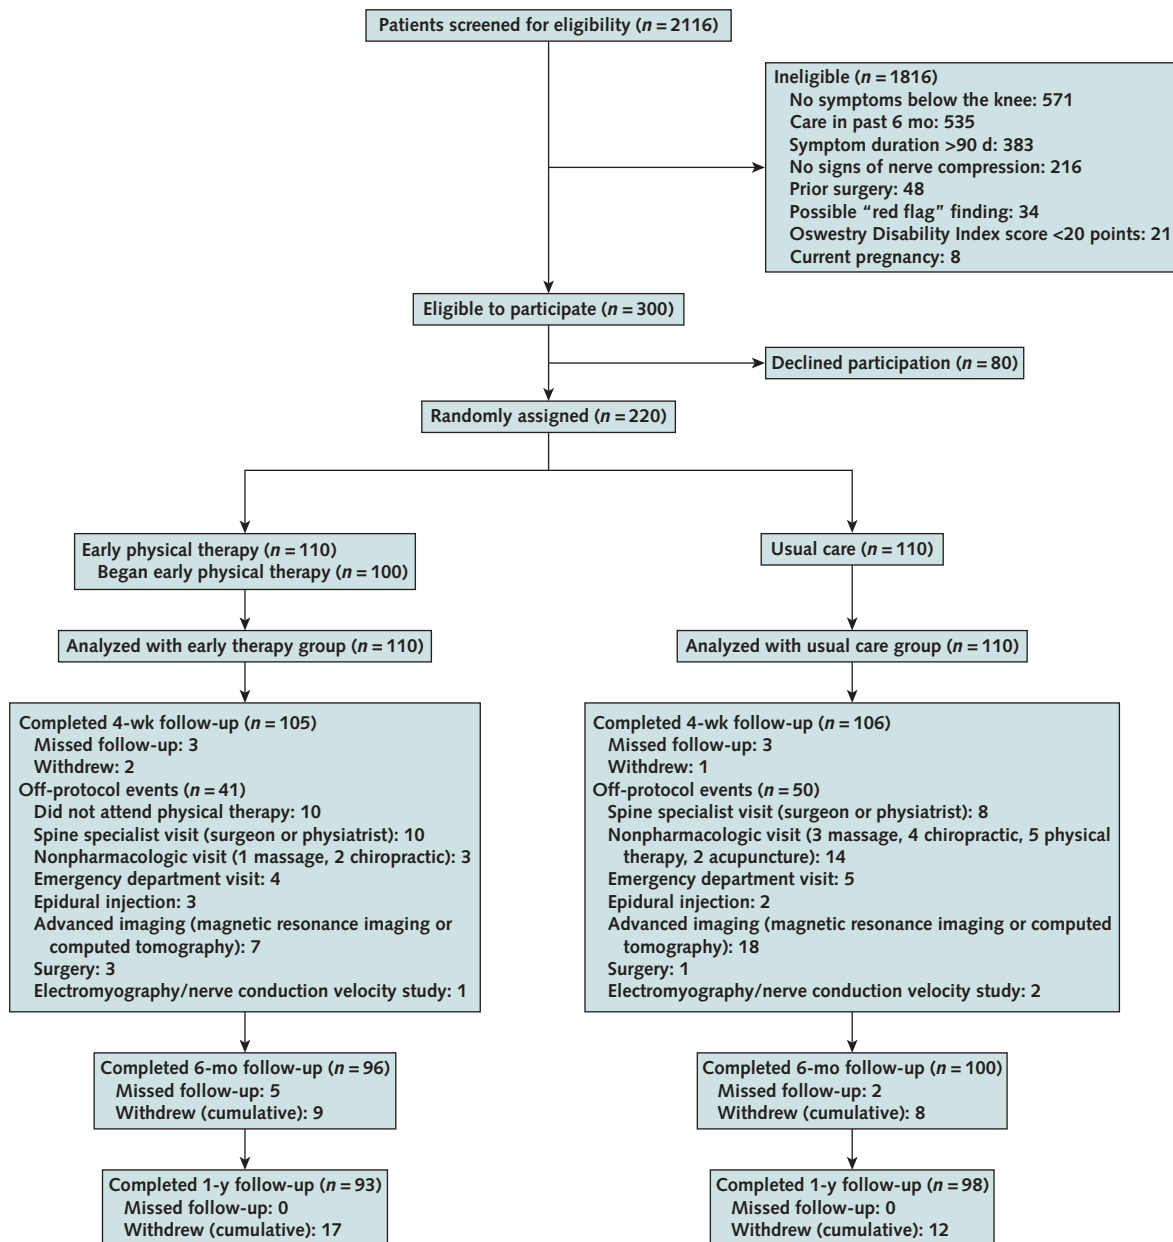 Patients screened for eligibility (n = 2116)
Ineligible (n = 1816)
No symptoms below the knee: 571
Care in past 6 mo: 535
Symptom duration >90 d: 383
No signs of nerve compression: 216
Prior surgery: 48
Possible “red flag” finding: 34
Oswestry Disability Index score <20 points: 21
Current pregnancy: 8
Eligible to participate (n = 300)
Declined participation (n = 80)
Randomly assigned (n = 220)
Early physical therapy (n = 110)
Began early physical therapy (n = 100)
Usual care (n = 110)
Analyzed with early therapy group (n = 110)
Analyzed with usual care group (n = 110)
Completed 4-wk follow-up (n = 105)
Missed follow-up: 3
Withdrew: 2
Off-protocol events (n = 41)
Did not attend physical therapy: 10
Spine specialist visit (surgeon or physiatrist): 10
Nonpharmacologic visit (1 massage, 2 chiropractic): 3
Emergency department visit: 4
Epidural injection: 3
Advanced imaging (magnetic resonance imaging or
computed tomography): 7
Surgery: 3
Electromyography/nerve conduction velocity study: 1
Completed 4-wk follow-up (n = 106)
Missed follow-up: 3
Withdrew: 1
Off-protocol events (n = 50)
Spine specialist visit (surgeon or physiatrist): 8
Nonpharmacologic visit (3 massage, 4 chiropractic, 5 physical
therapy, 2 acupuncture): 14
Emergency department visit: 5
Epidural injection: 2
Advanced imaging (magnetic resonance imaging or computed
tomography): 18
Surgery: 1
Electromyography/nerve conduction velocity study: 2
Completed 6-mo follow-up (n = 96)
Missed follow-up: 5
Withdrew (cumulative): 9
Completed 6-mo follow-up (n = 100)
Missed follow-up: 2
Withdrew (cumulative): 8
Completed 1-y follow-up (n = 93)
Missed follow-up: 0
Withdrew (cumulative): 17
Completed 1-y follow-up (n = 98)
Missed follow-up: 0
Withdrew (cumulative): 12